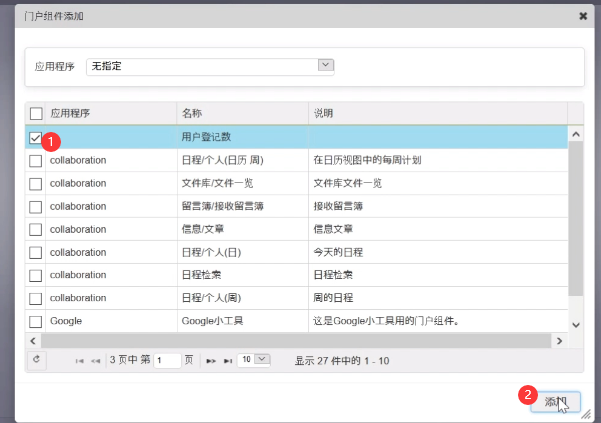 门户组件添加
应用程序 无指定
应用程序 名称 说明
1 用户登记数
collaboration 日程/个人(日历 周) 在日历视图中的每周计划
collaboration 文件库/文件一览 文件库文件一览
collaboration 留言簿/接收留言簿 接收留言簿
collaboration 信息/文章 信息文章
collaboration 日程/个人(日) 今天的日程
collaboration 日程检索 日程检索
collaboration 日程/个人(周) 周的日程
Google Google小工具 这是Google小工具用的门户组件。
3 页中 第 1 页 10 显示 27 件中的 1 - 10
2 添加